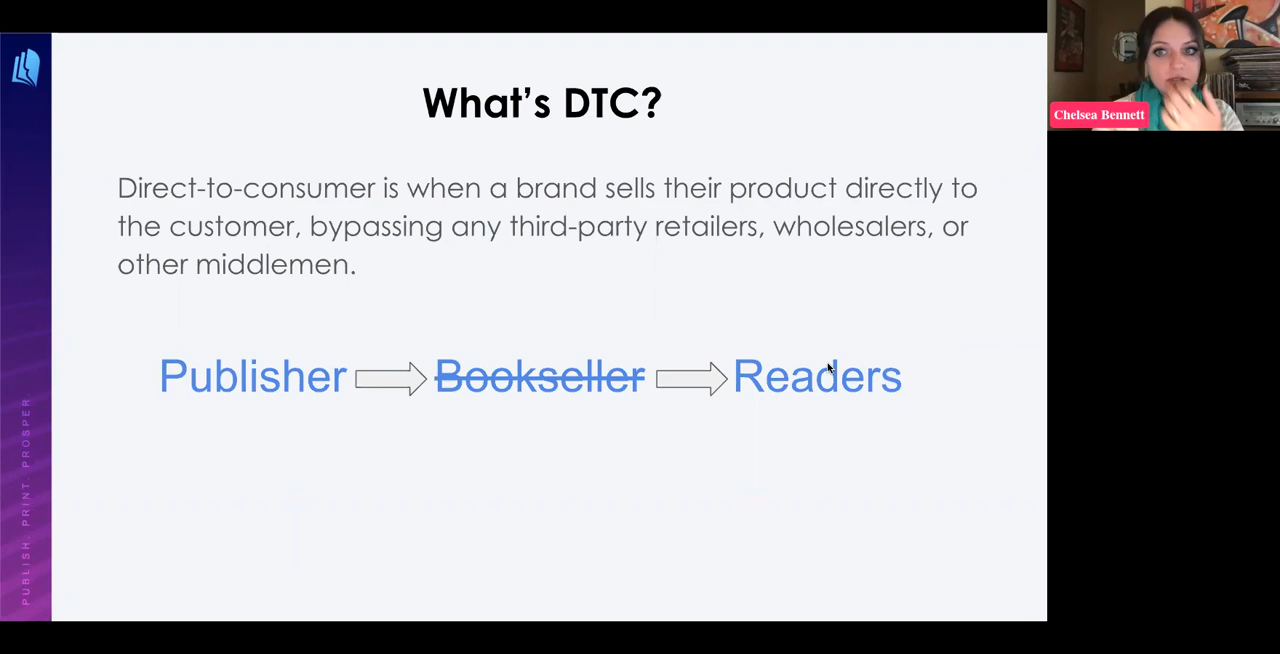 What's DTC?
Chelsea Bennett
Direct-to-consumer is when a brand sells their product directly to
the customer, bypassing any third-party retailers, wholesalers, or
other middlemen.
Publisher Bookseller Readers
PUBLISH. PRINT. PROSPER